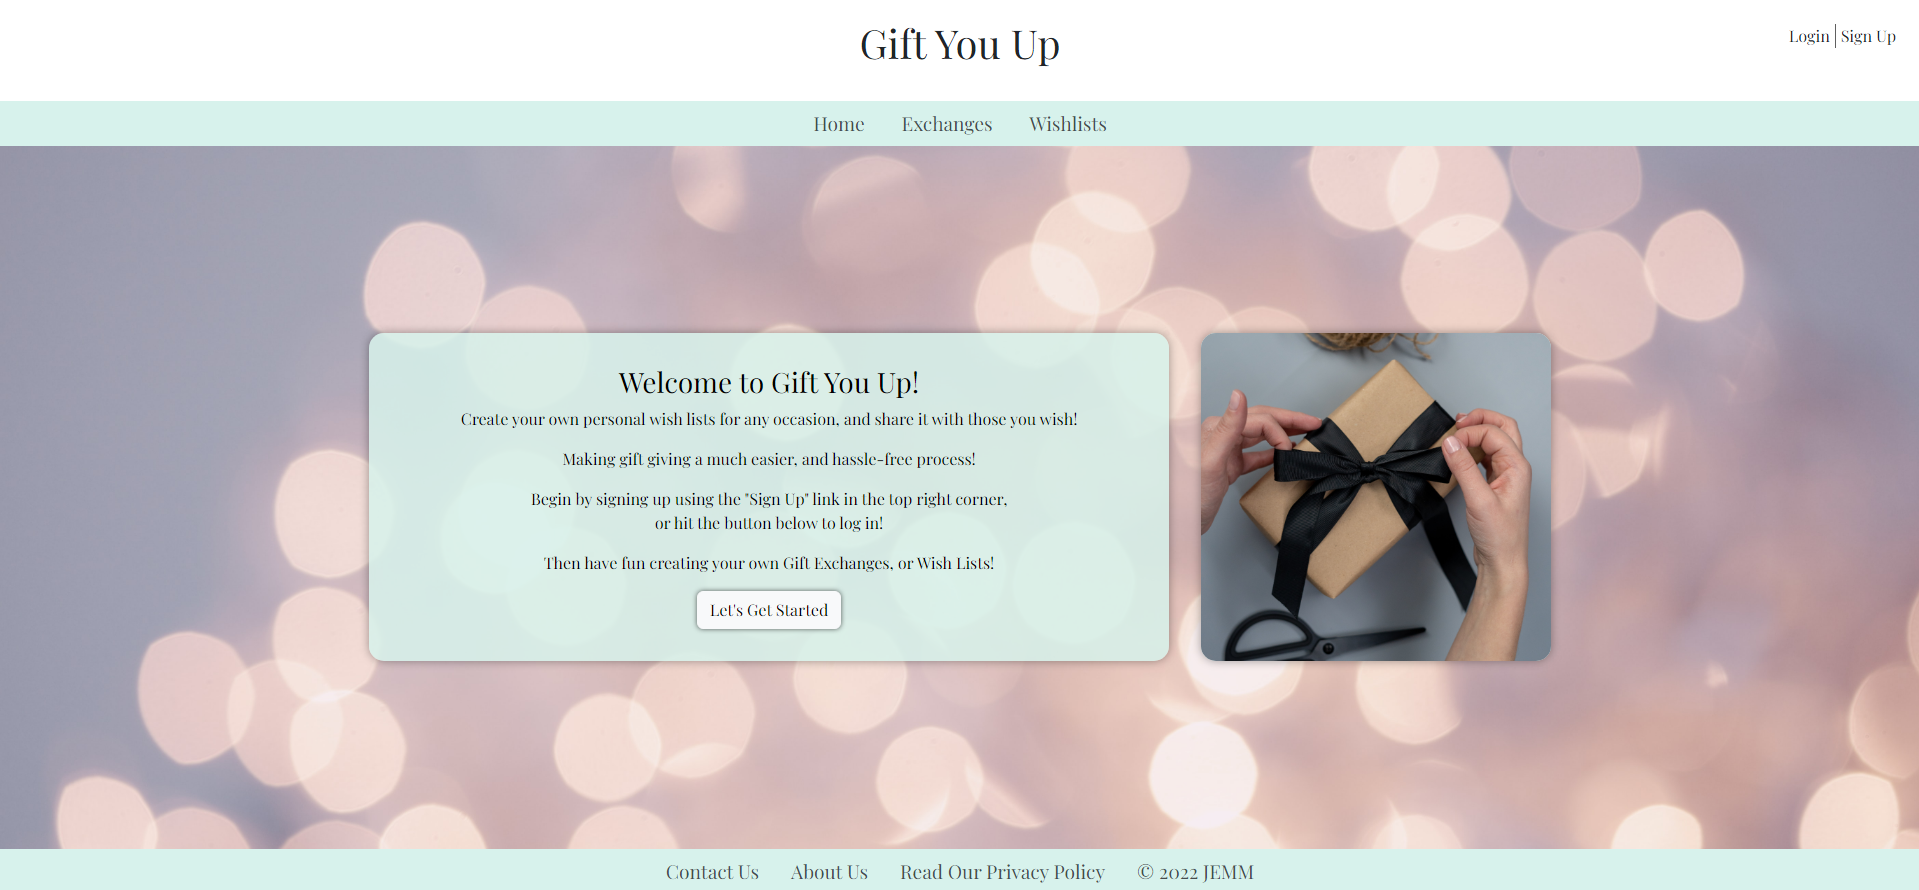 Gift You Up
Login
Sign Up
Home
Exchanges
Wishlists
Welcome to Gift You Up!
Create your own personal wish lists for any occasion, and share it with those you wish!
Making gift giving a much easier, and hassle-free process!
Begin by signing up using the "Sign Up" link in the top right corner,
or hit the button below to log in!
Then have fun creating your own Gift Exchanges, or Wish Lists!
Let's Get Started
Contact Us
About Us
Read Our Privacy Policy
© 2022 JEMM